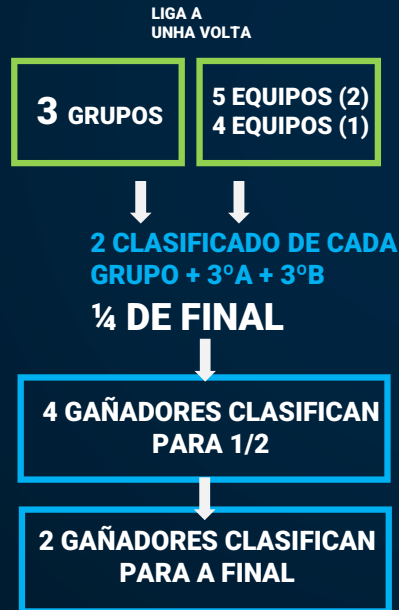 LIGA A
UNHA VOLTA
3 GRUPOS
5 EQUIPOS (2)
4 EQUIPOS (1)
2 CLASIFICADO DE CADA
GRUPO + 3ºA + 3ºB
¼ DE FINAL
4 GAÑADORES CLASIFICAN
PARA 1/2
2 GAÑADORES CLASIFICAN
PARA A FINAL